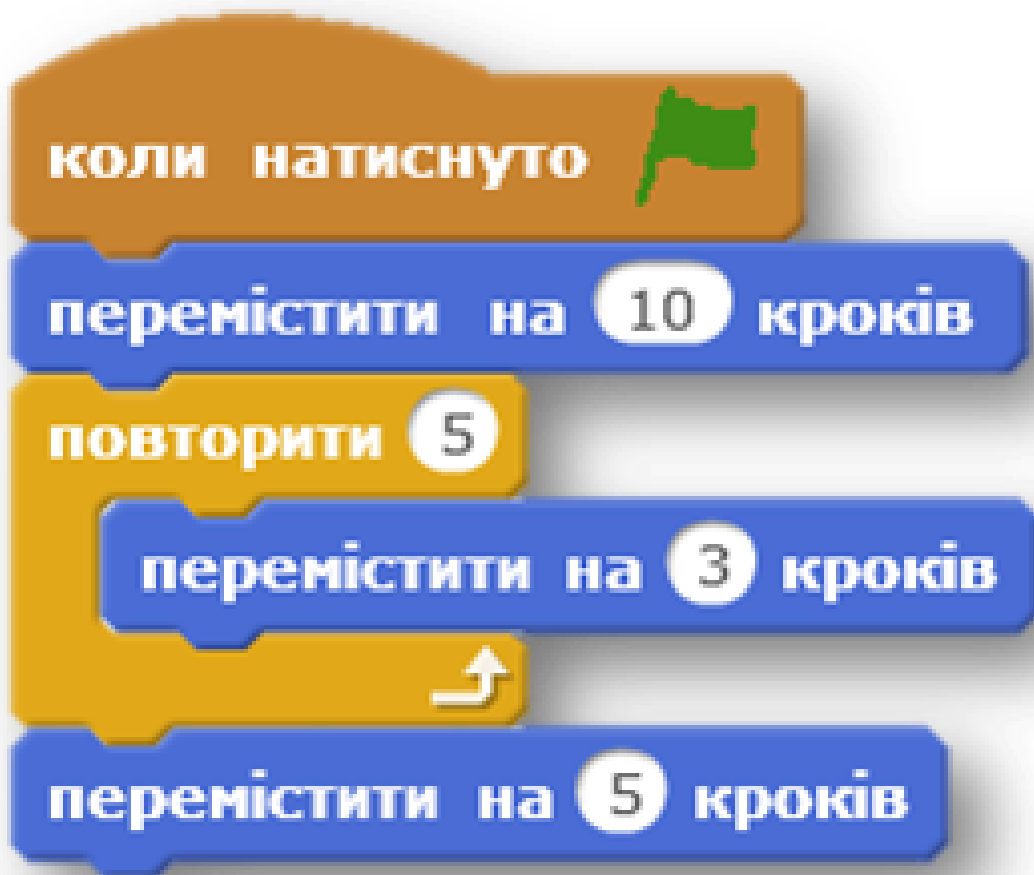 коли натиснуто
перемістити на 10 кроків
повторити 5
перемістити на 3 кроків
перемістити на 5 кроків